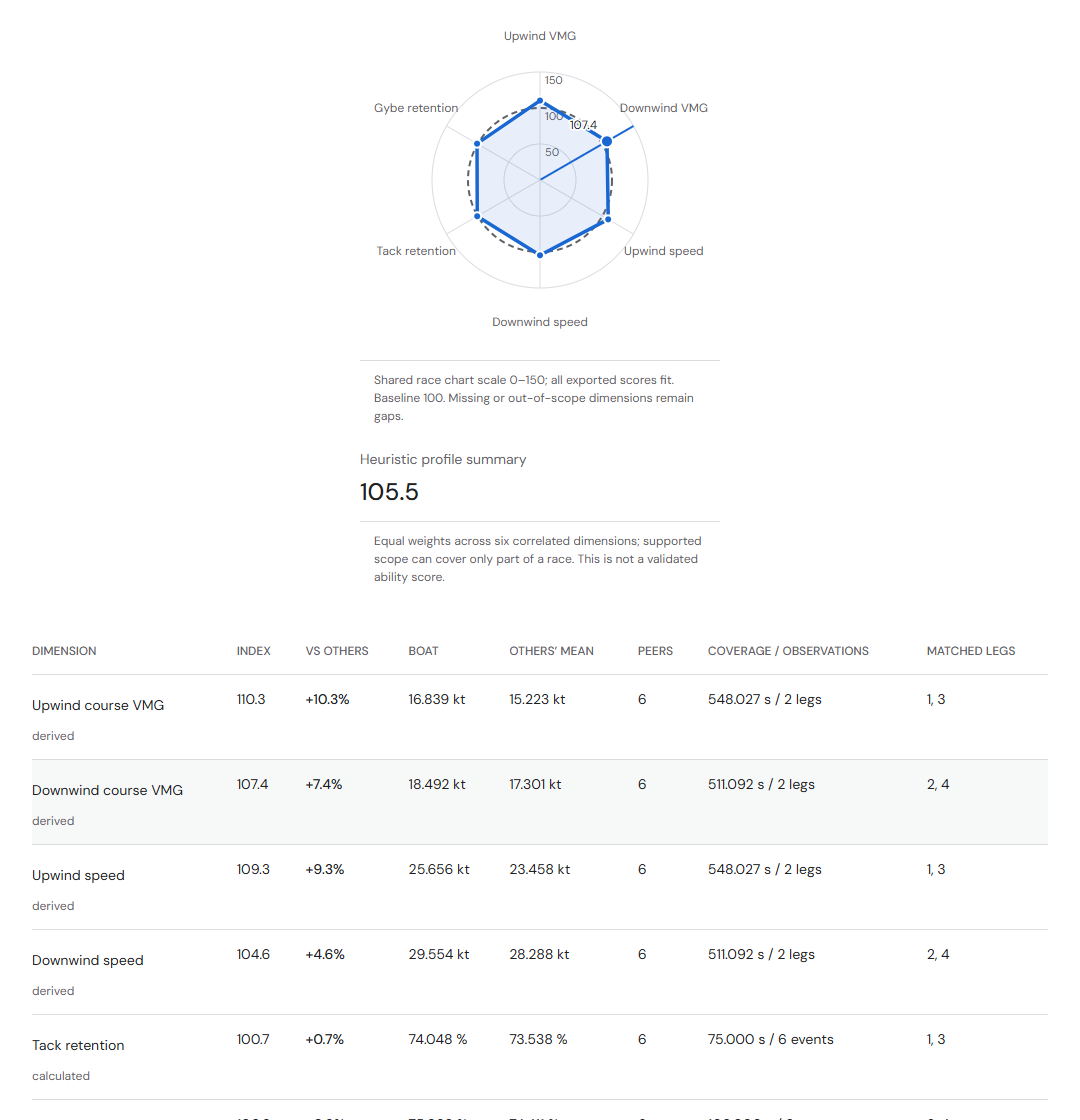 Upwind VMG
150
Gybe retention
Downwind VMG
100
107.4
50
Tack retention
Upwind speed
Downwind speed
Shared race chart scale 0–150; all exported scores fit.
Baseline 100. Missing or out-of-scope dimensions remain
gaps.
Heuristic profile summary
105.5
Equal weights across six correlated dimensions; supported
scope can cover only part of a race. This is not a validated
ability score.
DIMENSION INDEX VS OTHERS BOAT OTHERS’ MEAN PEERS COVERAGE / OBSERVATIONS MATCHED LEGS
Upwind course VMG 110.3 +10.3% 16.839 kt 15.223 kt 6 548.027 s / 2 legs 1, 3
derived
Downwind course VMG 107.4 +7.4% 18.492 kt 17.301 kt 6 511.092 s / 2 legs 2, 4
derived
Upwind speed 109.3 +9.3% 25.656 kt 23.458 kt 6 548.027 s / 2 legs 1, 3
derived
Downwind speed 104.6 +4.6% 29.554 kt 28.288 kt 6 511.092 s / 2 legs 2, 4
derived
Tack retention 100.7 +0.7% 74.048 % 73.538 % 6 75.000 s / 6 events 1, 3
calculated